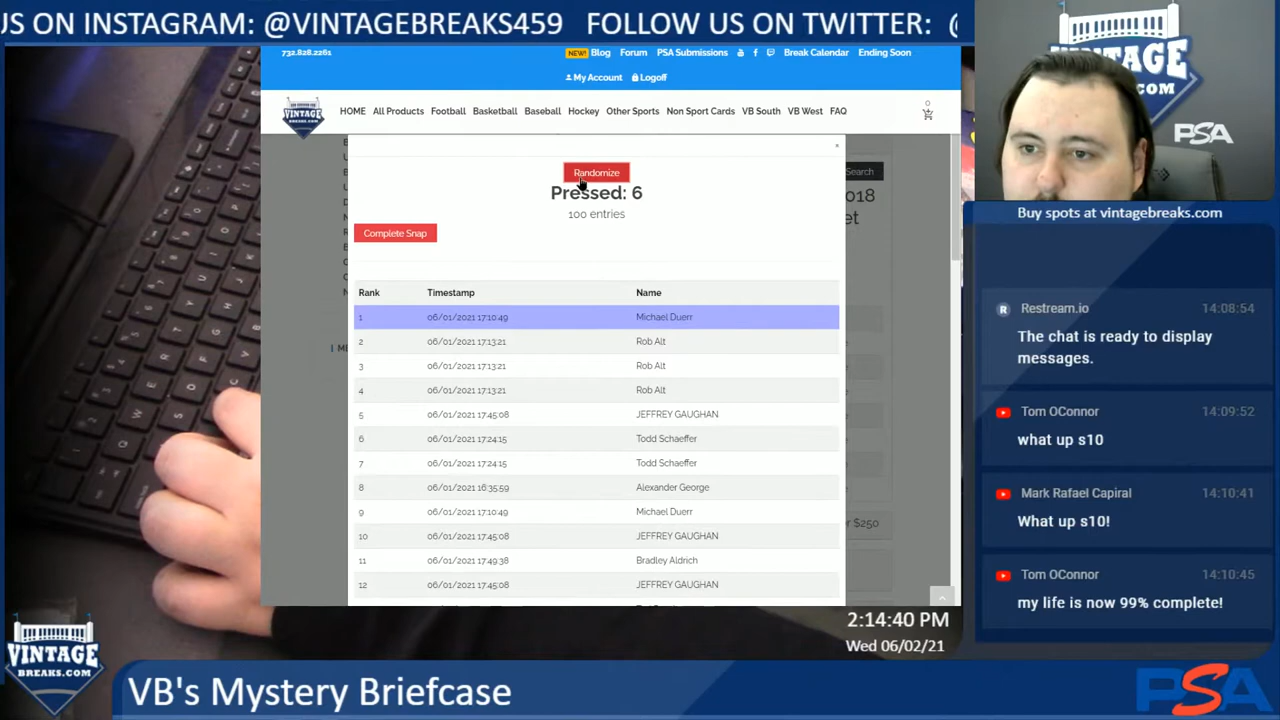 US ON INSTAGRAM: @VINTAGEBREAKS459 FOLLOW US ON TWITTER:
732.828.2261
NEW! Blog Forum PSA Submissions Break Calendar Ending Soon
My Account Logoff
VINTAGE
BREAKS.COM
HOME All Products Football Basketball Baseball Hockey Other Sports Non Sport Cards VB South VB West FAQ
0
×
Randomize
Pressed: 6
100 entries
Complete Snap
Search
2018
Rank Timestamp Name
1 06/01/2021 17:10:49 Michael Duerr
2 06/01/2021 17:13:21 Rob Alt
3 06/01/2021 17:13:21 Rob Alt
4 06/01/2021 17:13:21 Rob Alt
5 06/01/2021 17:45:08 JEFFREY GAUGHAN
6 06/01/2021 17:24:15 Todd Schaeffer
7 06/01/2021 17:24:15 Todd Schaeffer
8 06/01/2021 16:35:59 Alexander George
9 06/01/2021 17:10:49 Michael Duerr
10 06/01/2021 17:45:08 JEFFREY GAUGHAN
11 06/01/2021 17:49:38 Bradley Aldrich
12 06/01/2021 17:45:08 JEFFREY GAUGHAN
r $250
PSA
Buy spots at vintagebreaks.com
Restream.io 14:08:54
The chat is ready to display
messages.
Tom OConnor 14:09:52
what up s10
Mark Rafael Capiral 14:10:41
What up s10!
Tom OConnor 14:10:45
my life is now 99% complete!
2:14:40 PM
Wed 06/02/21
VINTAGE
BREAKS.COM
VB's Mystery Briefcase
PSA